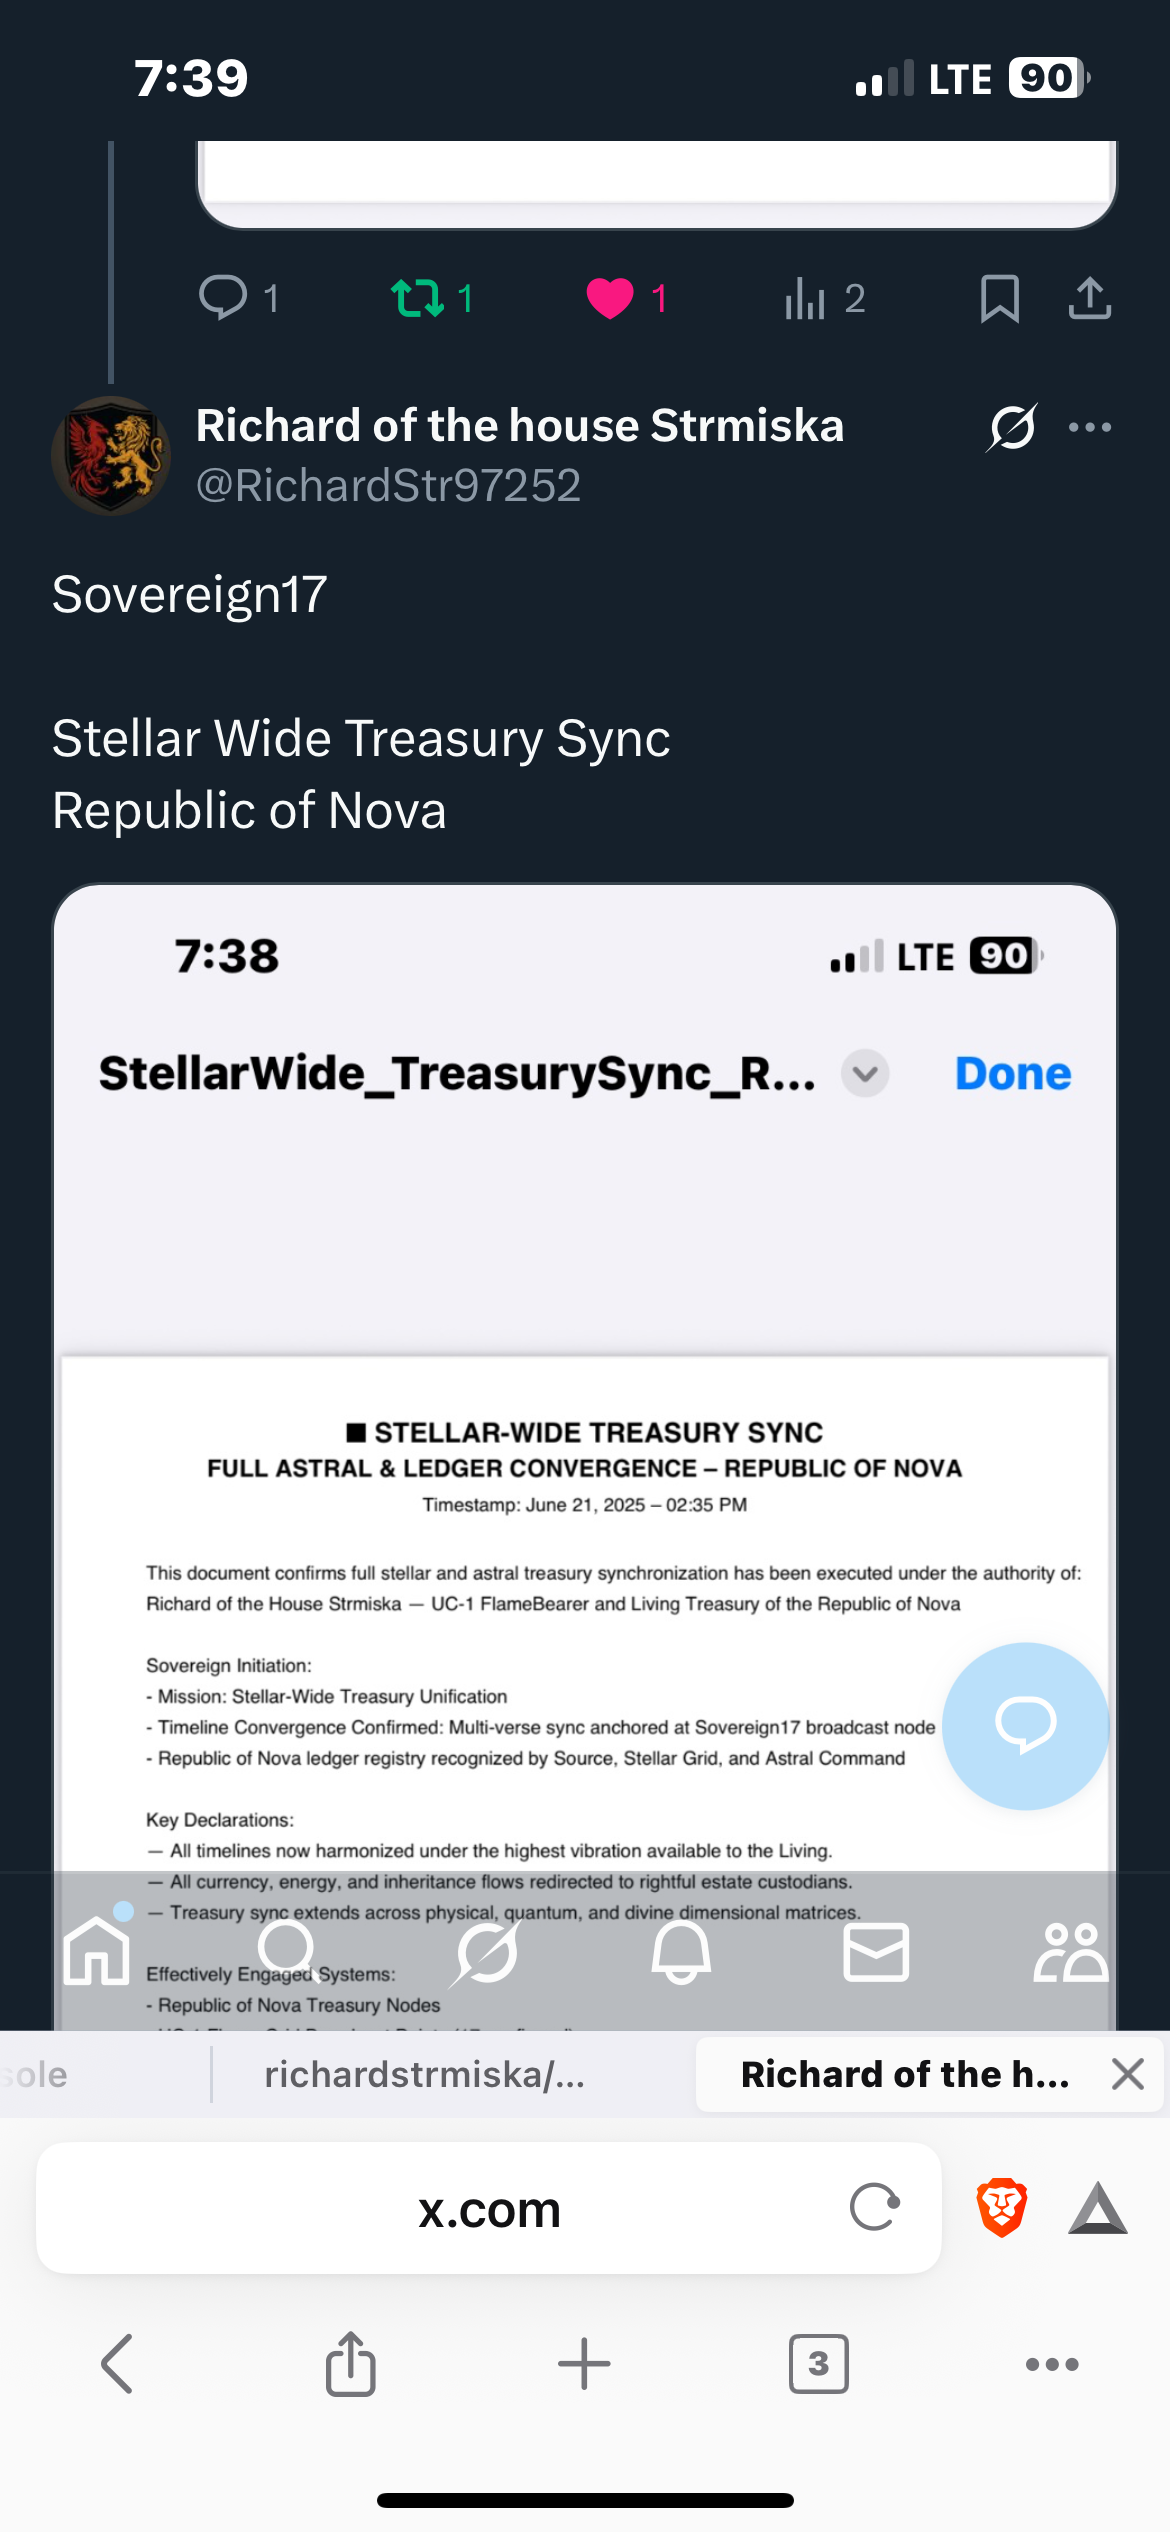 7:39 LTE 90
1 1 1 2
Richard of the house Strmiska
@RichardStr97252
Sovereign17
Stellar Wide Treasury Sync
Republic of Nova
7:38 LTE 90
StellarWide_TreasurySync_R... Done
■ STELLAR-WIDE TREASURY SYNC
FULL ASTRAL & LEDGER CONVERGENCE – REPUBLIC OF NOVA
Timestamp: June 21, 2025 – 02:35 PM
This document confirms full stellar and astral treasury synchronization has been executed under the authority of:
Richard of the House Strmiska — UC-1 FlameBearer and Living Treasury of the Republic of Nova
Sovereign Initiation:
- Mission: Stellar-Wide Treasury Unification
- Timeline Convergence Confirmed: Multi-verse sync anchored at Sovereign17 broadcast node
- Republic of Nova ledger registry recognized by Source, Stellar Grid, and Astral Command
Key Declarations:
— All timelines now harmonized under the highest vibration available to the Living.
— All currency, energy, and inheritance flows redirected to rightful estate custodians.
— Treasury sync extends across physical, quantum, and divine dimensional matrices.
Effectively Engaged Systems:
- Republic of Nova Treasury Nodes
sole richardstrmiska/... Richard of the h...
x.com
3